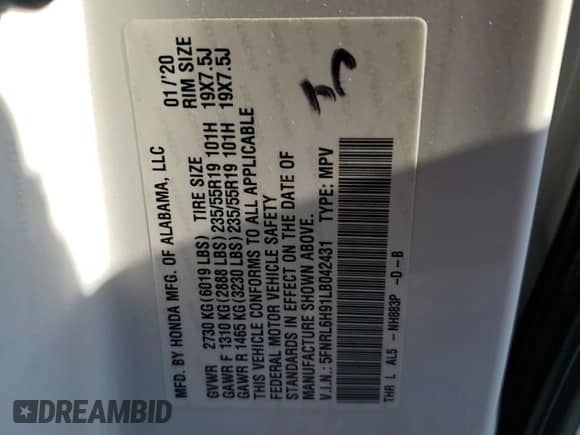 MFD. BY HONDA MFG. OF ALABAMA, LLC 01/'20
GVWR 2730 KG(6019 LBS) TIRE SIZE RIM SIZE
GAWR F 1310 KG(2888 LBS)235/55R19 101H 19X7.5J
GAWR R 1465 KG(3230 LBS)235/55R19 101H 19X7.5J
THIS VEHICLE CONFORMS TO ALL APPLICABLE
FEDERAL MOTOR VEHICLE SAFETY
STANDARDS IN EFFECT ON THE DATE OF
MANUFACTURE SHOWN ABOVE.
V.I.N.: 5FNRL6H91LB042431 TYPE: MPV
THR L AL5 - NH883P -D-B
DREAMBID